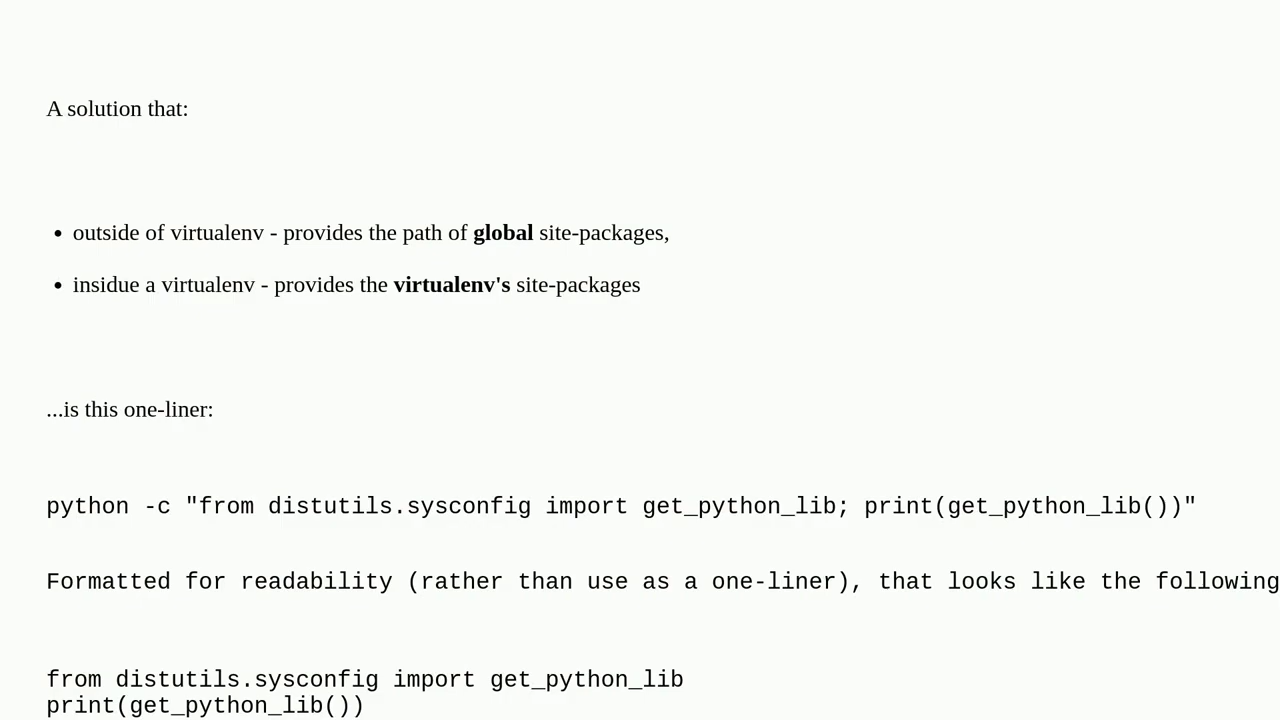 A solution that:
• outside of virtualenv - provides the path of global site-packages,
• insidue a virtualenv - provides the virtualenv's site-packages
...is this one-liner:
python -c "from distutils.sysconfig import get_python_lib; print(get_python_lib())"
Formatted for readability (rather than use as a one-liner), that looks like the following
from distutils.sysconfig import get_python_lib
print(get_python_lib())